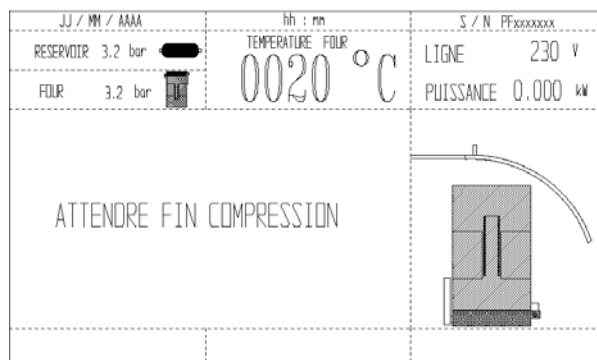 JJ / MM / AAAA
hh : mm
S / N PFxxxxxxx
RESERVOIR 3.2 bar
FOUR 3.2 bar
TEMPERATURE FOUR
0020 °C
LIGNE 230 V
PUISSANCE 0.000 kW
ATTENDRE FIN COMPRESSION